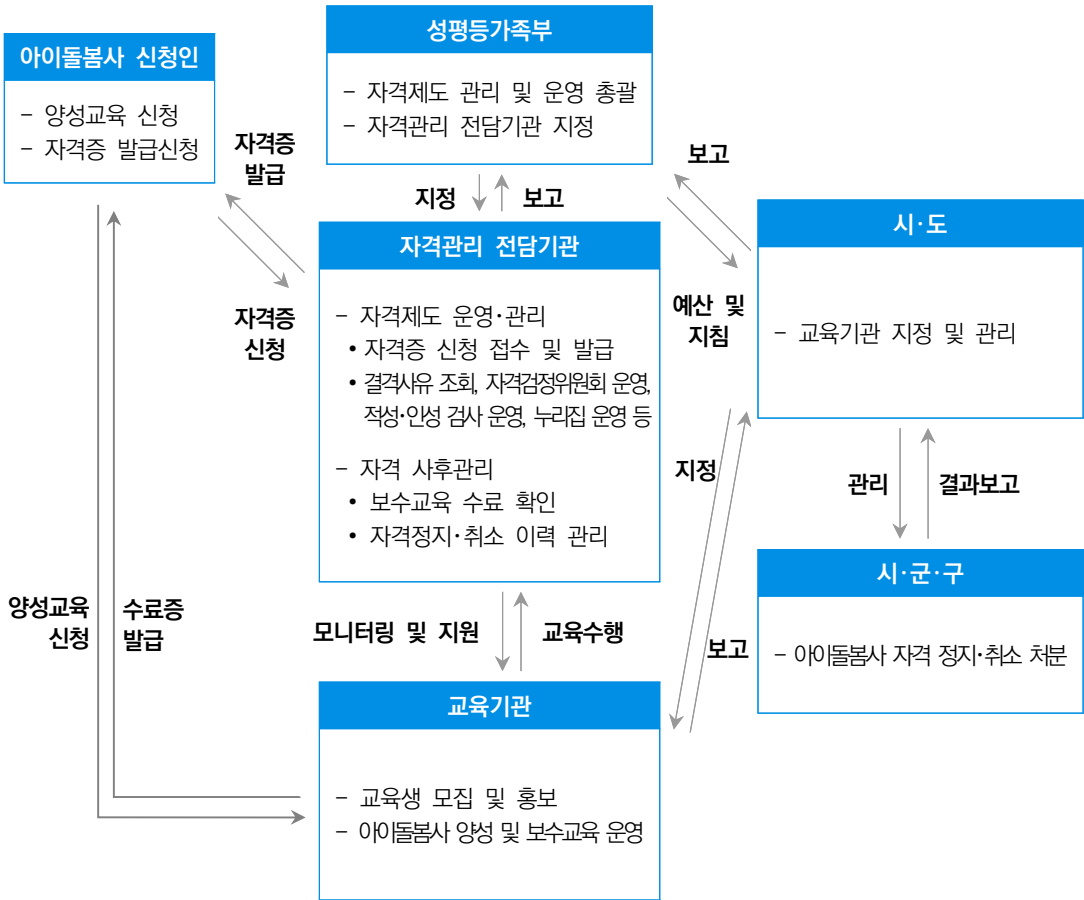 아이돌봄사 신청인
- 양성교육 신청
- 자격증 발급신청
성평등가족부
- 자격제도 관리 및 운영 총괄
- 자격관리 전담기관 지정
자격증
발급
자격증
신청
지정
보고
보고
예산 및
지침
자격관리 전담기관
- 자격제도 운영·관리
• 자격증 신청 접수 및 발급
• 결격사유 조회, 자격검정위원회 운영,
적성·인성 검사 운영, 누리집 운영 등
- 자격 사후관리
• 보수교육 수료 확인
• 자격정지·취소 이력 관리
시·도
- 교육기관 지정 및 관리
관리
결과보고
시·군·구
- 아이돌봄사 자격 정지·취소 처분
지정
보고
양성교육
신청
수료증
발급
모니터링 및 지원
교육수행
교육기관
- 교육생 모집 및 홍보
- 아이돌봄사 양성 및 보수교육 운영